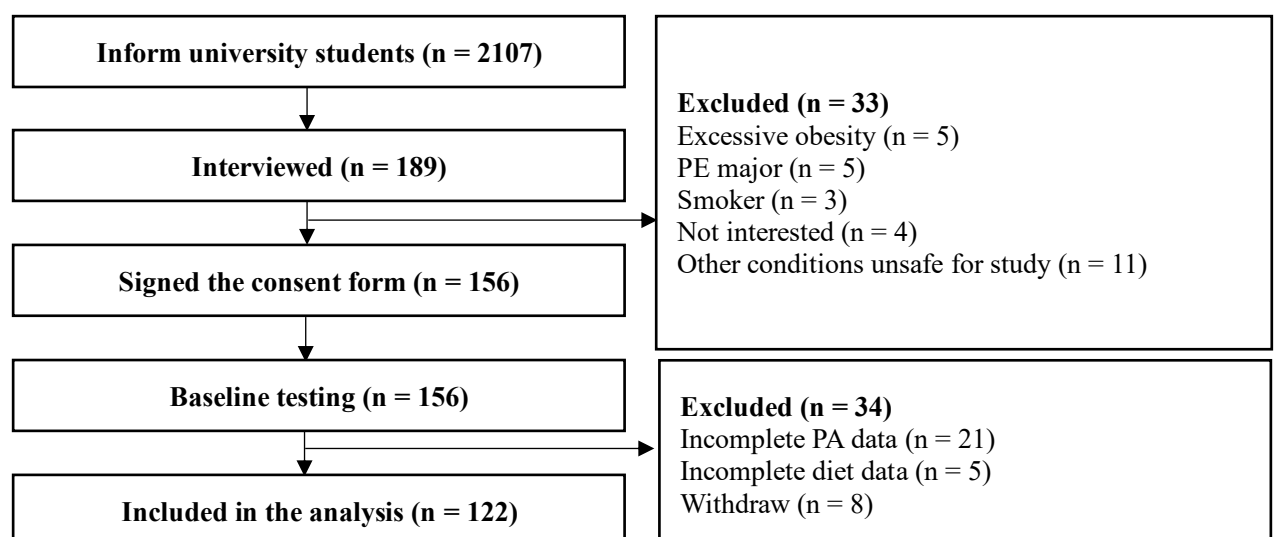 Inform university students (n = 2107)
Interviewed (n = 189)
Excluded (n = 33)
Excessive obesity (n = 5)
PE major (n = 5)
Smoker (n = 3)
Not interested (n = 4)
Other conditions unsafe for study (n = 11)
Signed the consent form (n = 156)
Baseline testing (n = 156)
Excluded (n = 34)
Incomplete PA data (n = 21)
Incomplete diet data (n = 5)
Withdraw (n = 8)
Included in the analysis (n = 122)